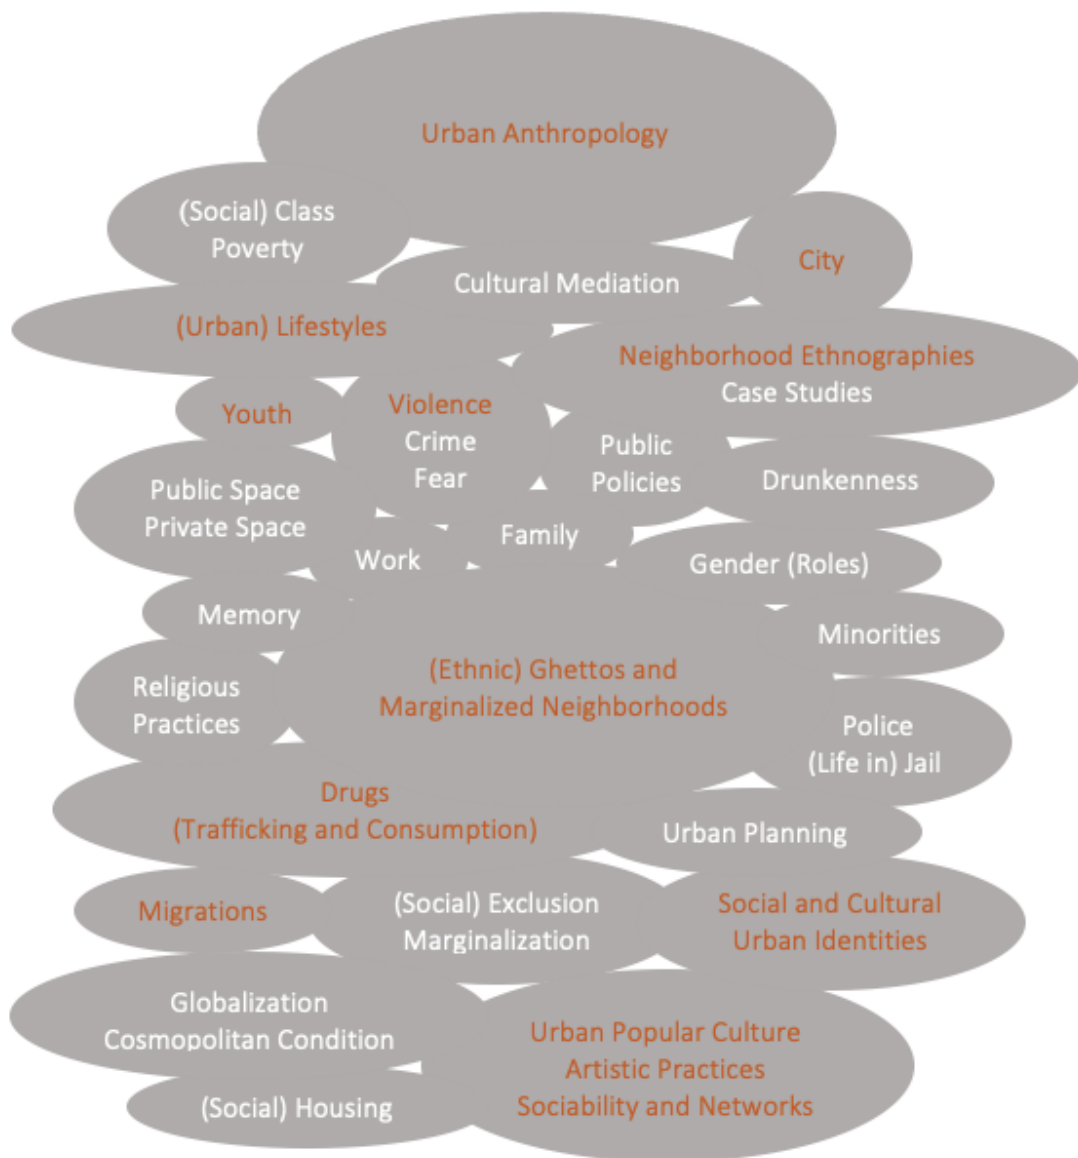 Urban Anthropology
(Social) Class
Poverty
City
Cultural Mediation
(Urban) Lifestyles
Neighborhood Ethnographies
Case Studies
Youth
Violence
Crime
Fear
Public
Policies
Drunkenness
Public Space
Private Space
Family
Work
Gender (Roles)
Memory
Minorities
(Ethnic) Ghettos and
Marginalized Neighborhoods
Religious
Practices
Police
(Life in) Jail
Drugs
(Trafficking and Consumption)
Urban Planning
Migrations
(Social) Exclusion
Marginalization
Social and Cultural
Urban Identities
Globalization
Cosmopolitan Condition
Urban Popular Culture
Artistic Practices
Sociability and Networks
(Social) Housing